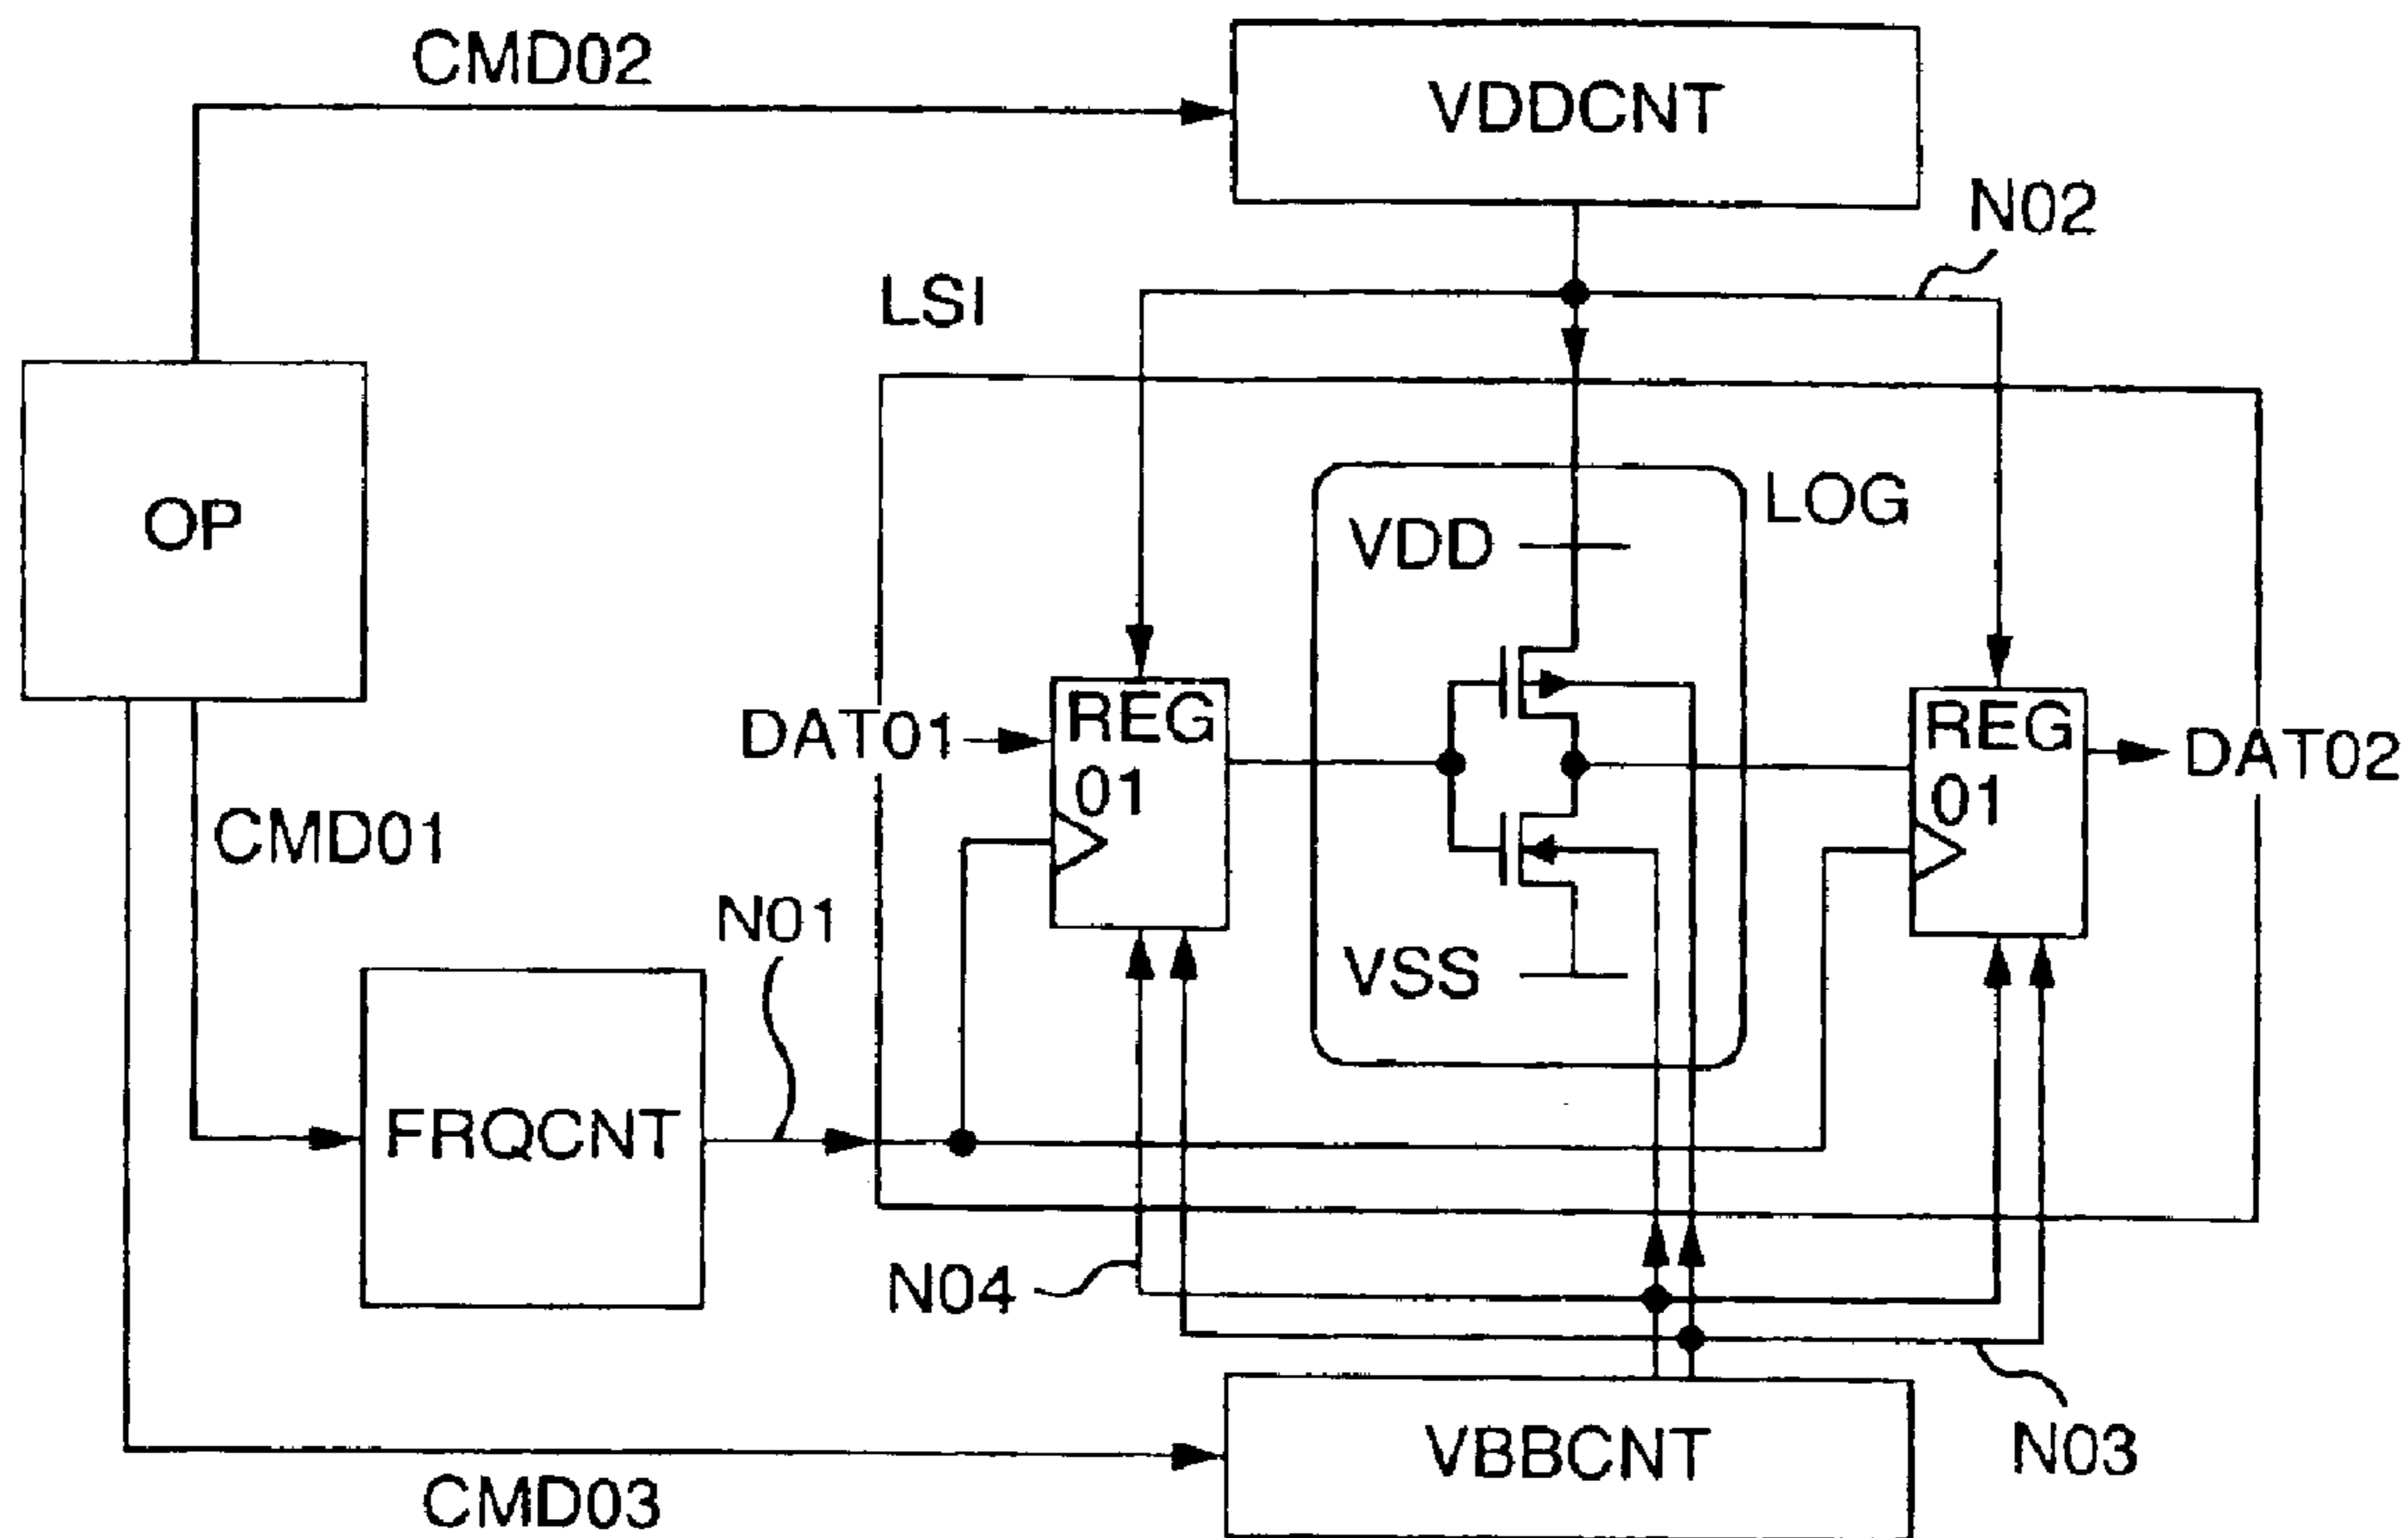 CMD02
VDDCNT
N02
LSI
OP
LOG
VDD
DAT01
REG
01
REG
01
DAT02
CMD01
N01
VSS
FRQCNT
N04
VBBCNT
N03
CMD03